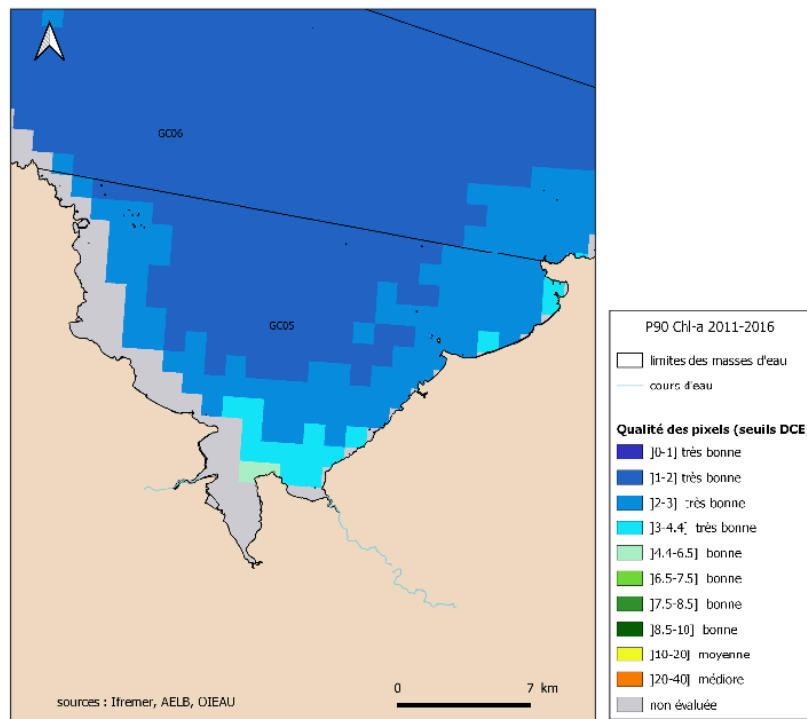 GC06
GC05
sources : Ifremer, AELB, OIEAU
0 7 km
P90 Chl-a 2011-2016
limites des masses d'eau
cours d'eau
Qualité des pixels (seuils DCE
]0-1] très bonne
]1-2] très bonne
]2-3] très bonne
]3-4.4] très bonne
]4.4-6.5] bonne
]6.5-7.5] bonne
]7.5-8.5] bonne
]8.5-10] bonne
]10-20] moyenne
]20-40] médiore
non évaluée